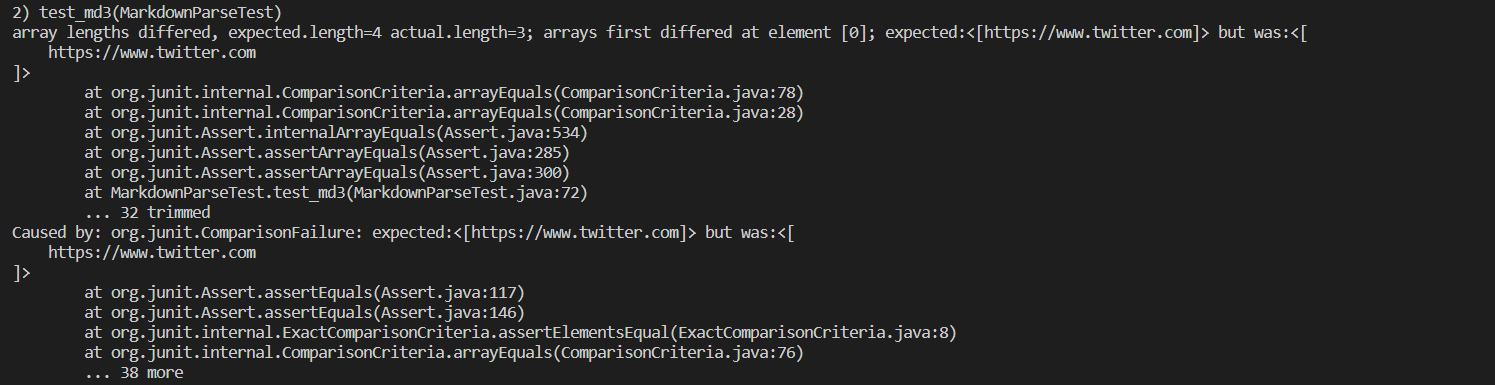 2) test_md3(MarkdownParseTest)
array lengths differed, expected.length=4 actual.length=3; arrays first differed at element [0]; expected:<[https://www.twitter.com]> but was:<[
    https://www.twitter.com
]>
        at org.junit.internal.ComparisonCriteria.arrayEquals(ComparisonCriteria.java:78)
        at org.junit.internal.ComparisonCriteria.arrayEquals(ComparisonCriteria.java:28)
        at org.junit.Assert.internalArrayEquals(Assert.java:534)
        at org.junit.Assert.assertArrayEquals(Assert.java:285)
        at org.junit.Assert.assertArrayEquals(Assert.java:300)
        at MarkdownParseTest.test_md3(MarkdownParseTest.java:72)
        ... 32 trimmed
Caused by: org.junit.ComparisonFailure: expected:<[https://www.twitter.com]> but was:<[
    https://www.twitter.com
]>
        at org.junit.Assert.assertEquals(Assert.java:117)
        at org.junit.Assert.assertEquals(Assert.java:146)
        at org.junit.internal.ExactComparisonCriteria.assertElementsEqual(ExactComparisonCriteria.java:8)
        at org.junit.internal.ComparisonCriteria.arrayEquals(ComparisonCriteria.java:76)
        ... 38 more